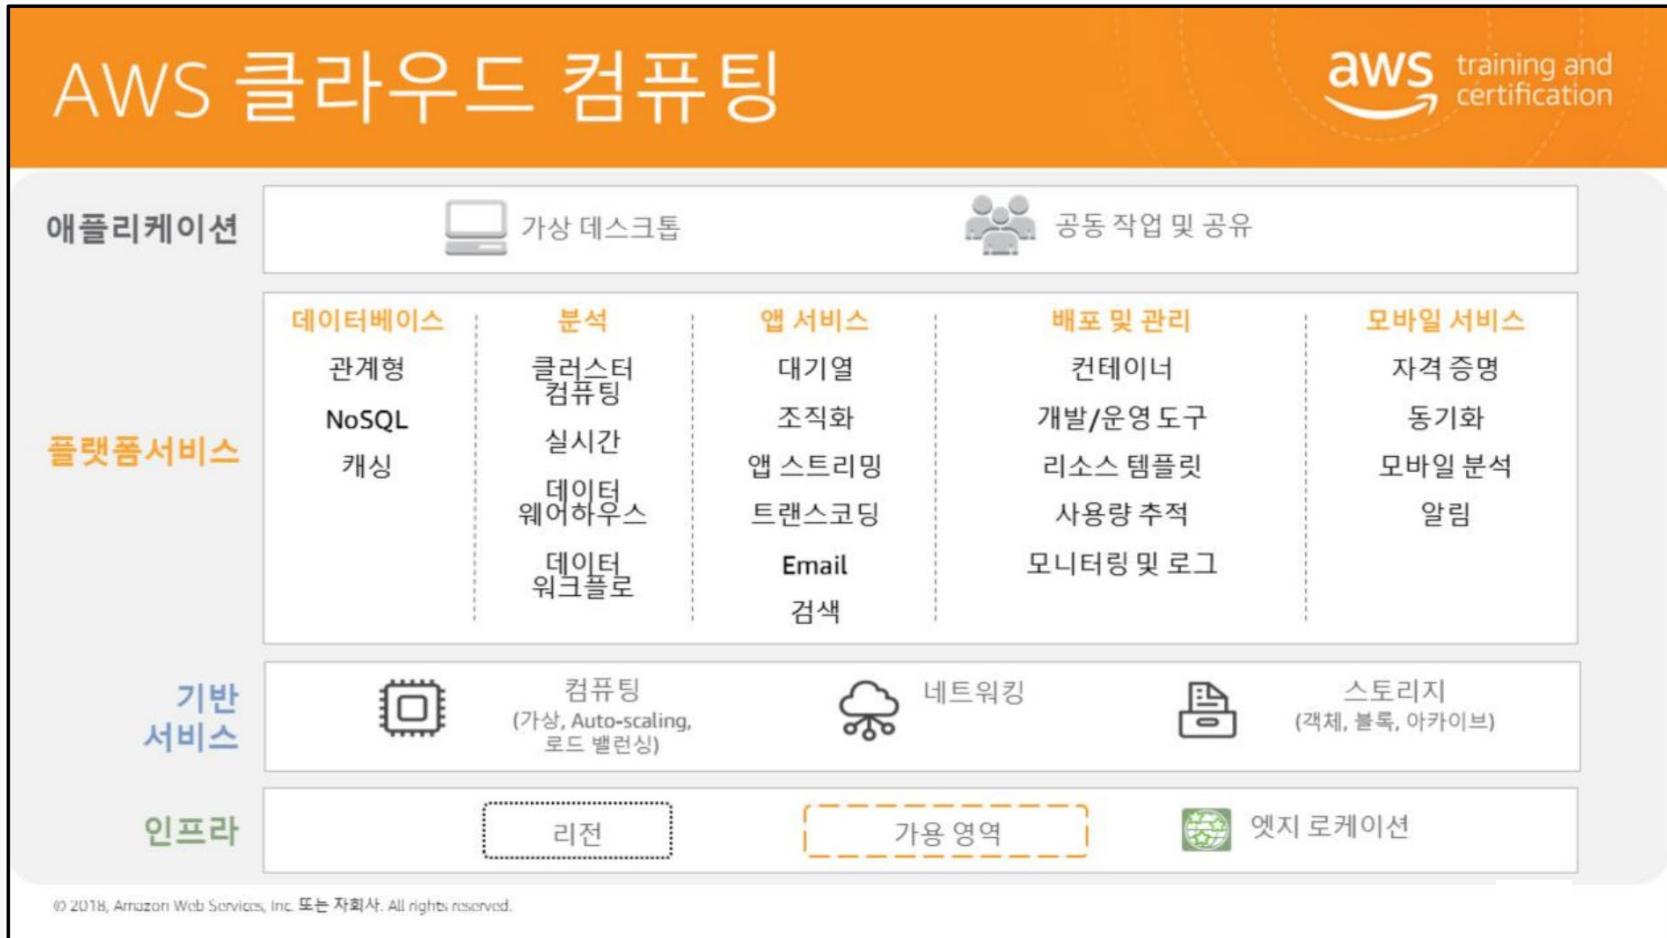 AWS 클라우드 컴퓨팅
aws training and
certification
애플리케이션
가상 데스크톱
공동 작업 및 공유
플랫폼서비스
데이터베이스
관계형
NoSQL
캐싱
분석
클러스터
컴퓨팅
실시간
데이터
웨어하우스
데이터
워크플로
앱 서비스
대기열
조직화
앱 스트리밍
트랜스코딩
Email
검색
배포 및 관리
컨테이너
개발/운영 도구
리소스 템플릿
사용량 추적
모니터링 및 로그
모바일 서비스
자격 증명
동기화
모바일 분석
알림
기반
서비스
컴퓨팅
(가상, Auto-scaling,
로드 밸런싱)
네트워킹
스토리지
(객체, 블록, 아카이브)
인프라
리전
가용 영역
엣지 로케이션
© 2018, Amazon Web Services, Inc. 또는 자회사. All rights reserved.